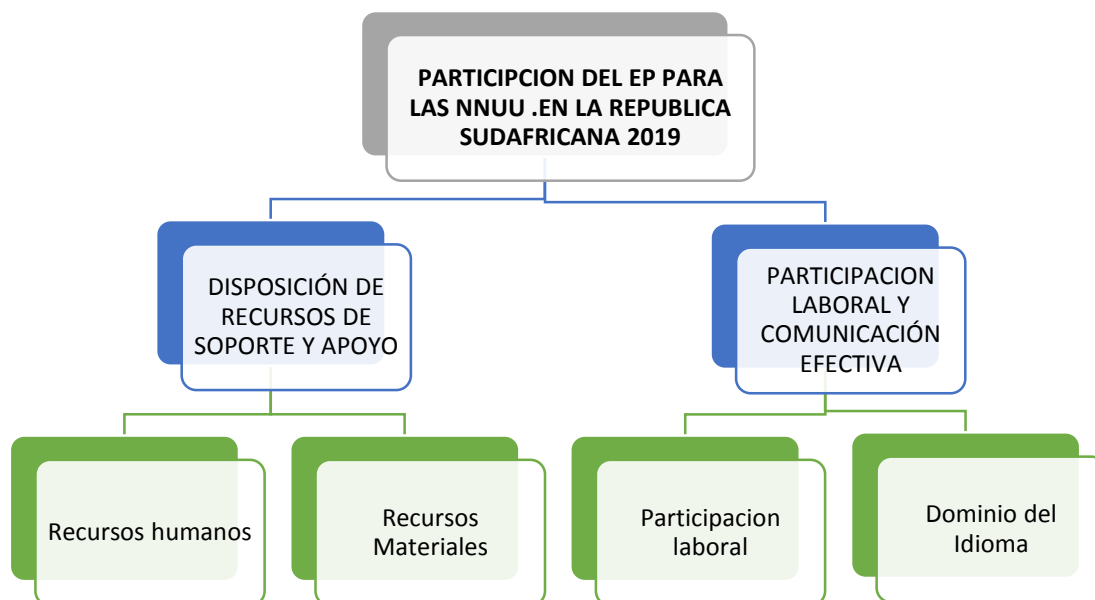 PARTICIPCION DEL EP PARA
LAS NNUU .EN LA REPUBLICA
SUDAFRICANA 2019
DISPOSICIÓN DE
RECURSOS DE
SOPORTE Y APOYO
PARTICIPACION
LABORAL Y
COMUNICACIÓN
EFECTIVA
Recursos humanos
Recursos
Materiales
Participacion
laboral
Dominio del
Idioma